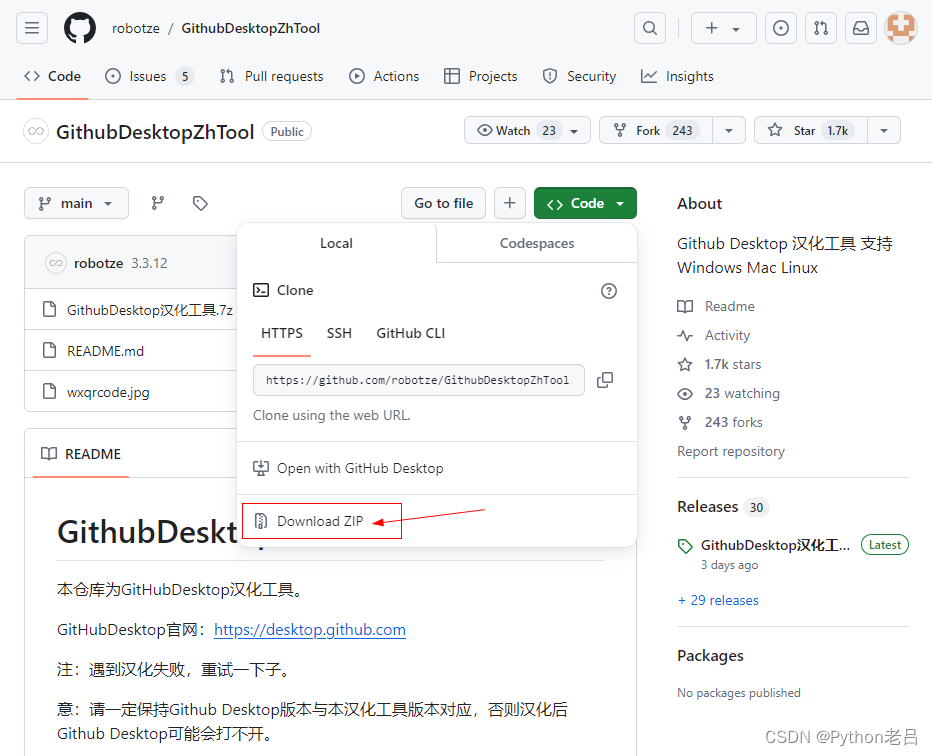 robotze / GithubDesktopZhTool
Code Issues 5 Pull requests Actions Projects Security Insights
GithubDesktopZhTool Public
Watch 23 Fork 243 Star 1.7k
main
Go to file
Code
Local Codespaces
robotze 3.3.12
Clone
GithubDesktop汉化工具.7z
HTTPS SSH GitHub CLI
README.md
https://github.com/robotze/GithubDesktopZhTool
wxqrcode.jpg
Clone using the web URL.
README
Open with GitHub Desktop
Download ZIP
GithubDeskt
本仓库为GitHubDesktop汉化工具。
GitHubDesktop官网：https://desktop.github.com
注：遇到汉化失败，重试一下子。
意：请一定保持Github Desktop版本与本汉化工具版本对应，否则汉化后
Github Desktop可能会打不开。
About
Github Desktop 汉化工具 支持
Windows Mac Linux
Readme
Activity
1.7k stars
23 watching
243 forks
Report repository
Releases 30
GithubDesktop汉化工... Latest
3 days ago
+ 29 releases
Packages
No packages published
CSDN @Python老吕